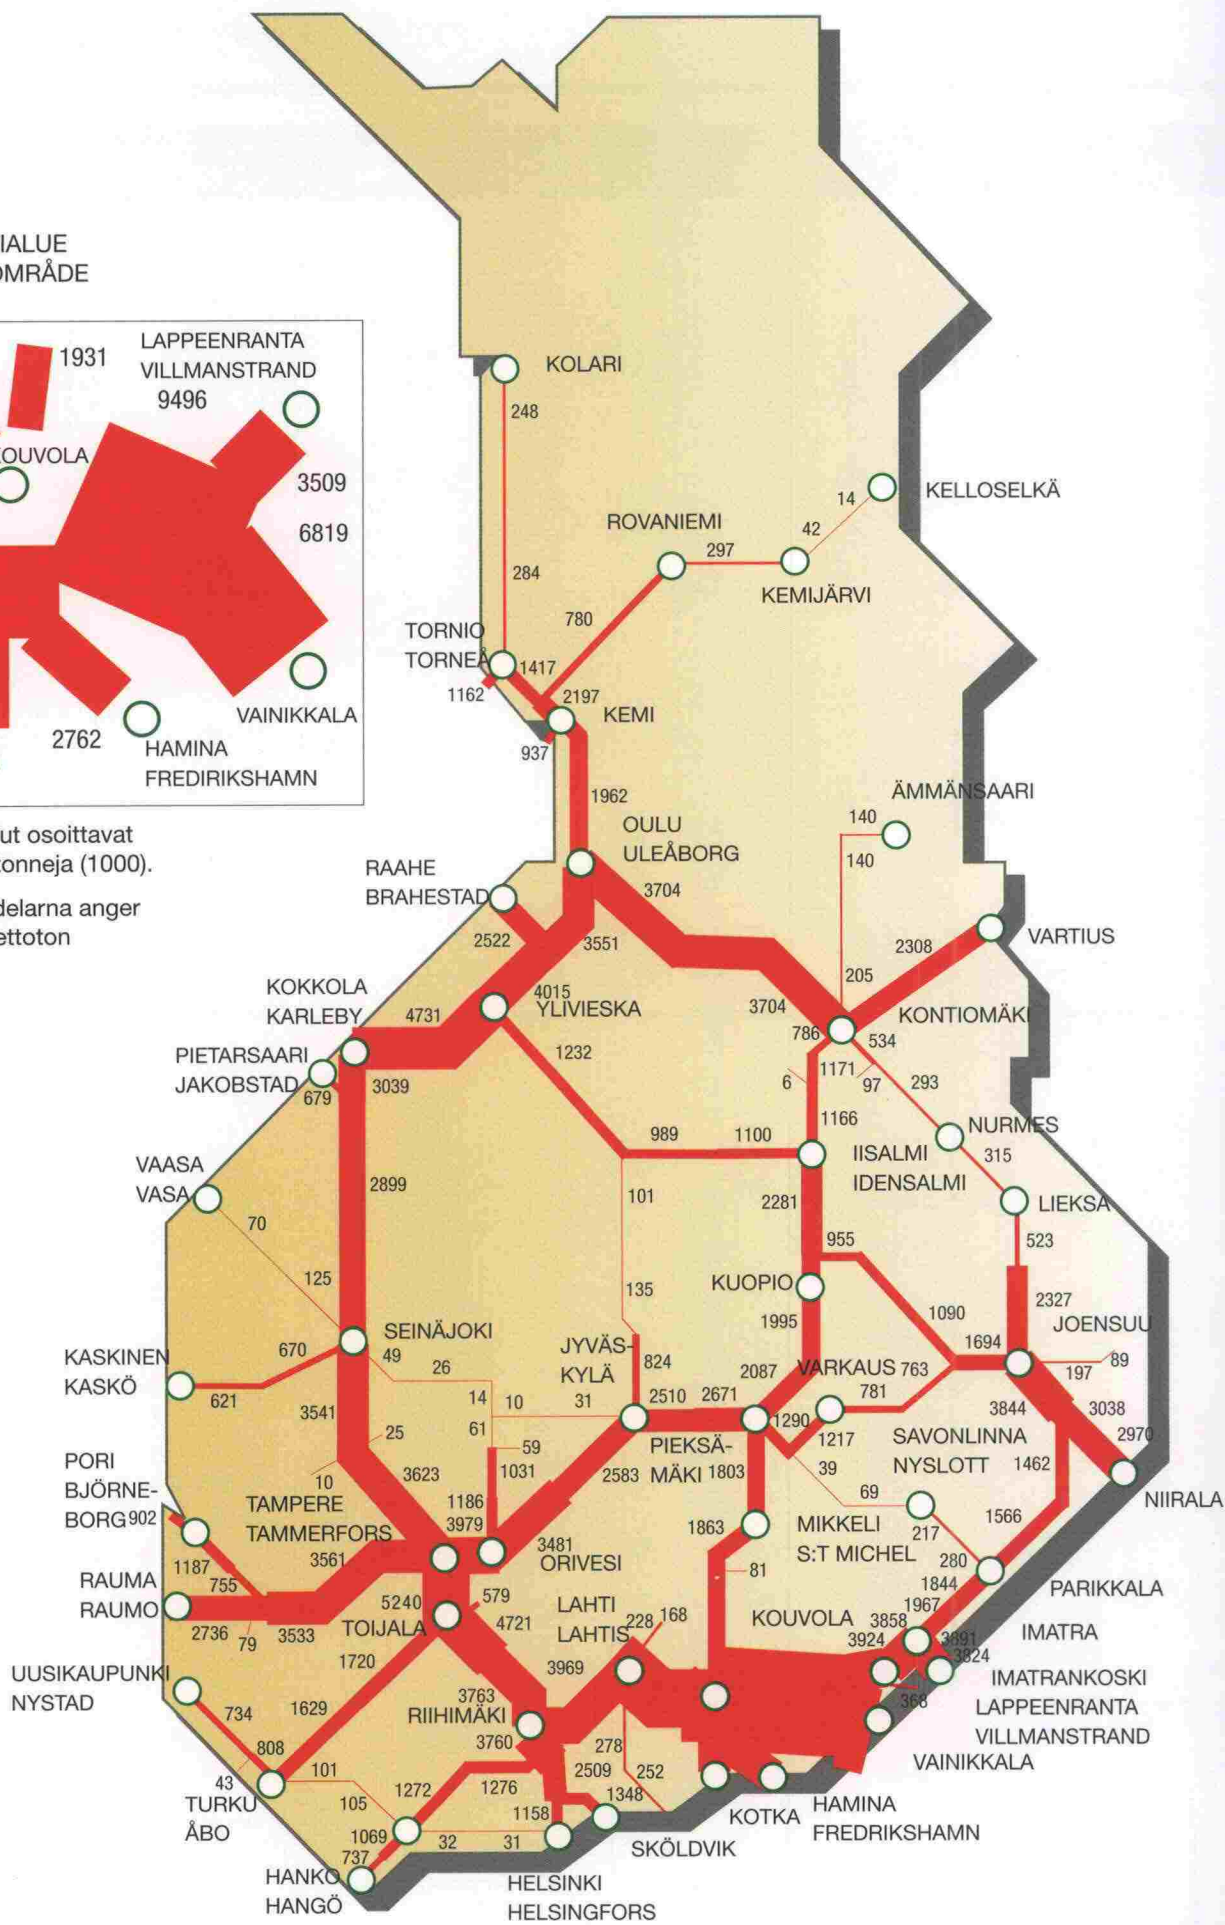 IALUE
OMRÅDE
1931
LAPPEENRANTA
VILLMANSTRAND
9496
OUVOLA
3509
6819
2762
VAINIKKALA
HAMINA
FREDIRIKSHAMN
ut osoittavat
tonneja (1000).
delarna anger
ettoton
KOLARI
248
14
KELLOSELKÄ
ROVANIEMI
42
297
284
KEMIJÄRVI
780
TORNIO
TORNEÅ
1417
1162
2197
KEMI
937
1962
ÄMMÄNSAARI
140
OULU
ULEÅBORG
140
RAAHE
BRAHESTAD
3704
2522
3551
2308
VARTIUS
205
KOKKOLA
KARLEBY
4015
4731
YLIVIESKA
3704
KONTIOMÄKI
786
534
PIETARSAARI
JAKOBSTAD
1232
3039
679
6
1171
97
293
1166
NURMES
989
1100
315
IISALMI
IDENSALMI
VAASA
VASA
2899
101
2281
LIEKSA
70
955
523
125
135
KUOPIO
1090
2327
1995
JOENSUU
SEINÄJOKI
JYVÄS-
KYLÄ
1694
KASKINEN
KASKÖ
670
49
26
824
2087
VARKAUS
763
89
197
621
14
10
31
2510
2671
781
3541
61
1290
3844
3038
25
59
1217
2970
PORI
BJÖRNE-
BORG
902
10
3623
1031
2583
PIEKSÄ-
MÄKI
1803
39
SAVONLINNA
NYSLOTT
1462
69
NIIRALA
TAMPERE
TAMMERFORS
1186
3979
1863
MIKKELI
S:T MICHEL
217
1566
1187
3561
3481
ORIVESI
280
RAUMA
RAUMO
755
81
1844
PARIKKALA
5240
579
LAHTI
LAHTIS
1967
2736
79
3533
TOIJALA
4721
228
168
KOUVOLA
3858
IMATRA
3924
3691
3824
UUSIKAUPUNKI
NYSTAD
1720
3969
IMATRANKOSKI
1629
3763
368
LAPPEENRANTA
VILLMANSTRAND
734
RIIHIMÄKI
3760
808
278
VAINIKKALA
43
101
2509
252
TURKU
ÅBO
105
1272
1276
1348
1158
KOTKA
HAMINA
FREDRIKSHAMN
1069
32
31
SKÖLDVIK
737
HANKO
HANGÖ
HELSINKI
HELSINGFORS